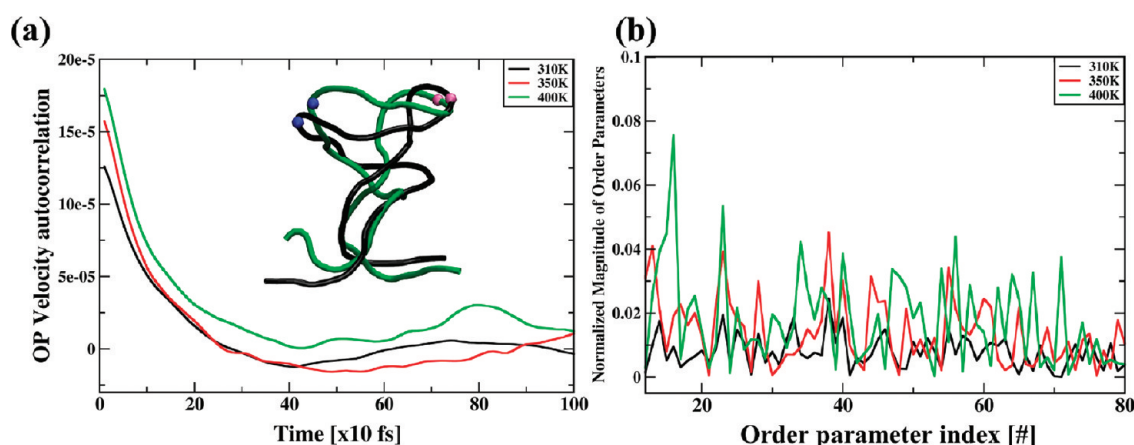 (a)
20e-5
15e-5
10e-5
5e-05
0
OP Velocity autocorrelation
310K
350K
400K
0
20
40
60
80
100
Time [x10 fs]
(b)
0.1
0.08
0.06
0.04
0.02
0
Normalized Magnitude of Order Parameters
310K
350K
400K
20
40
60
80
Order parameter index [#]